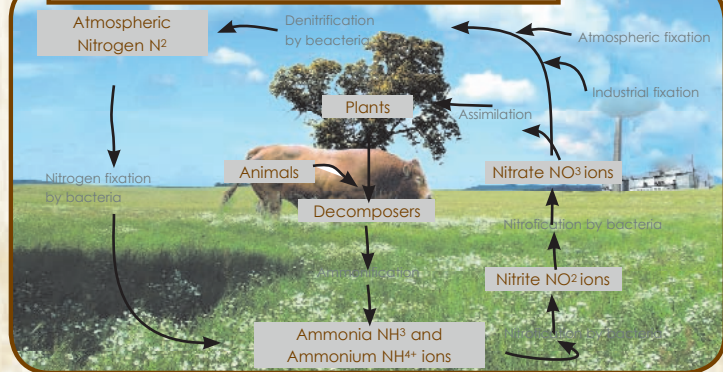 Atmospheric
Nitrogen N²
Denitrification
by beacteria
Atmospheric fixation
Industrial fixation
Plants
Assimilation
Nitrogen fixation
by bacteria
Animals
Nitrate NO³ ions
Decomposers
Nitrofication by bacteria
Nitrite NO² ions
Ammonia NH³ and
Ammonium NH⁴⁺ ions